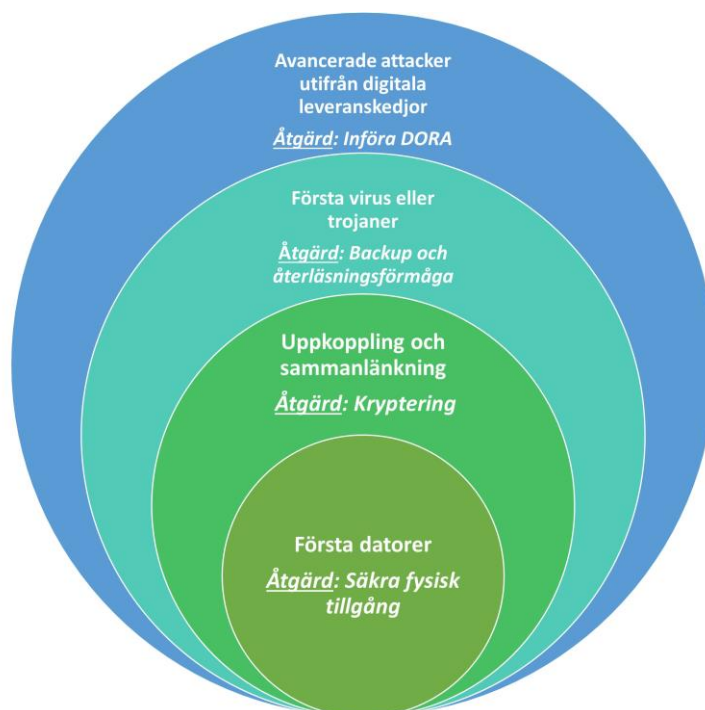 Avancerade attacker
utifrån digitala
leveranskedjor
Åtgärd: Införa DORA
Första virus eller
trojaner
Åtgärd: Backup och
återläsningsförmåga
Uppkoppling och
sammanlänkning
Åtgärd: Kryptering
Första datorer
Åtgärd: Säkra fysisk
tillgång